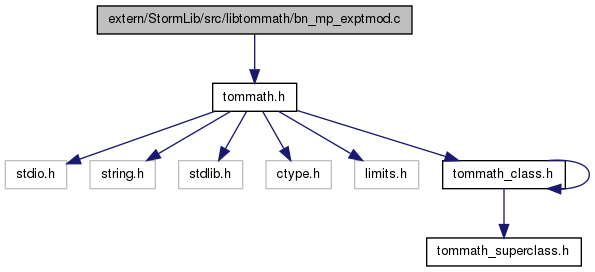 extern/StormLib/src/libtommath/bn_mp_exptmod.c
tommath.h
stdio.h
string.h
stdlib.h
ctype.h
limits.h
tommath_class.h
tommath_superclass.h